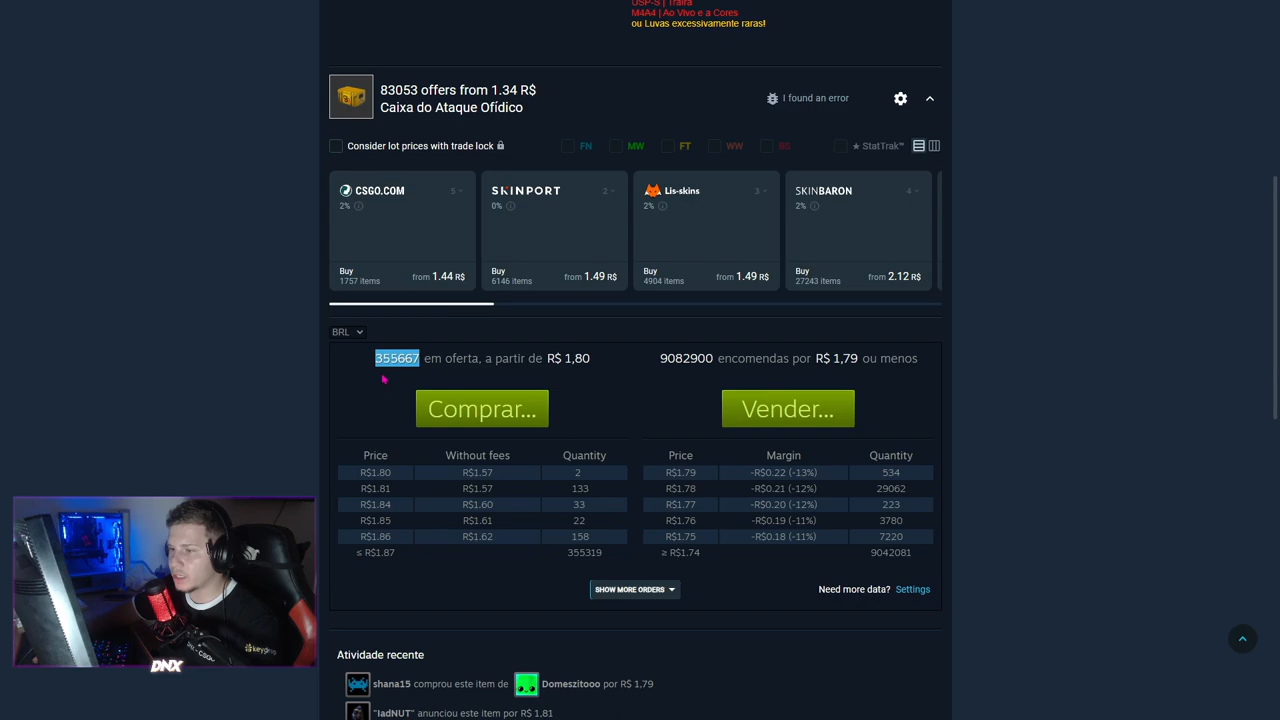 USP-S | Traíra
M4A4 | Ao Vivo e a Cores
ou Luvas excessivamente raras!
83053 offers from 1.34 R$
Caixa do Ataque Ofídico
I found an error
Consider lot prices with trade lock
FN MW FT WW BS ★ StatTrak™
CSGO.COM 5
2%
Buy
1757 items
from 1.44 R$
SKINPORT 2
0%
Buy
6146 items
from 1.49 R$
Lis-skins 3
2%
Buy
4904 items
from 1.49 R$
SKINBARON 4
2%
Buy
27243 items
from 2.12 R$
BRL
355667 em oferta, a partir de R$ 1,80
9082900 encomendas por R$ 1,79 ou menos
Comprar...
Vender...
Price Without fees Quantity
R$1.80 R$1.57 2
R$1.81 R$1.57 133
R$1.84 R$1.60 33
R$1.85 R$1.61 22
R$1.86 R$1.62 158
≤ R$1.87 355319
Price Margin Quantity
R$1.79 -R$0.22 (-13%) 534
R$1.78 -R$0.21 (-12%) 29062
R$1.77 -R$0.20 (-12%) 223
R$1.76 -R$0.19 (-11%) 3780
R$1.75 -R$0.18 (-11%) 7220
≥ R$1.74 9042081
SHOW MORE ORDERS
Need more data? Settings
Atividade recente
shana15 comprou este item de Domeszitooo por R$ 1,79
"IadNUT" anunciou este item por R$ 1,81
keydrop
DNX